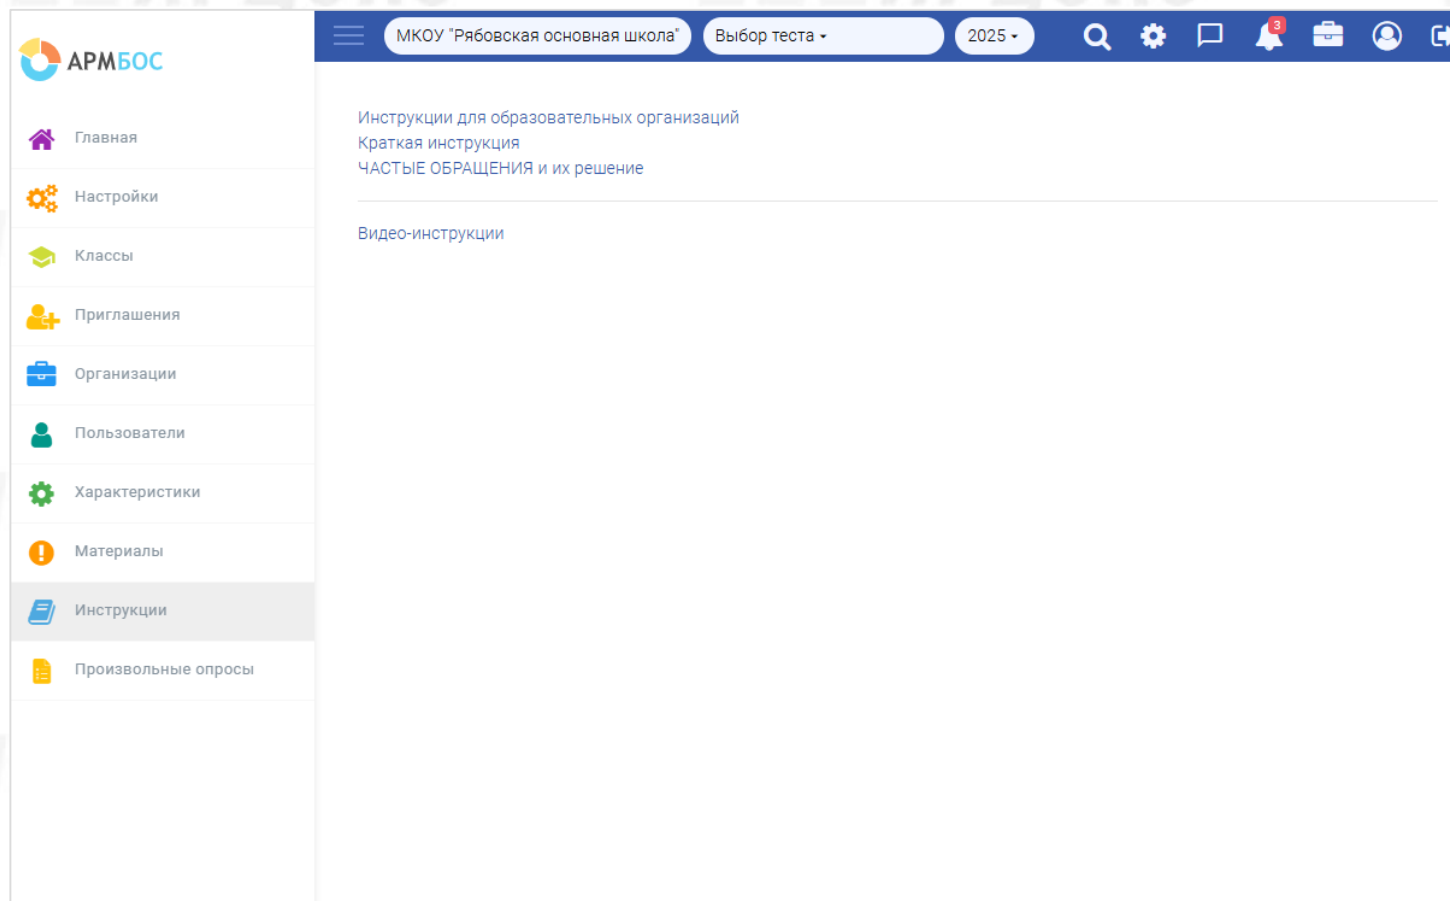 АРМБОС
МКОУ "Рябовская основная школа"
Выбор теста
2025
3
Главная
Настройки
Классы
Приглашения
Организации
Пользователи
Характеристики
Материалы
Инструкции
Произвольные опросы
Инструкции для образовательных организаций
Краткая инструкция
ЧАСТЫЕ ОБРАЩЕНИЯ и их решение
Видео-инструкции